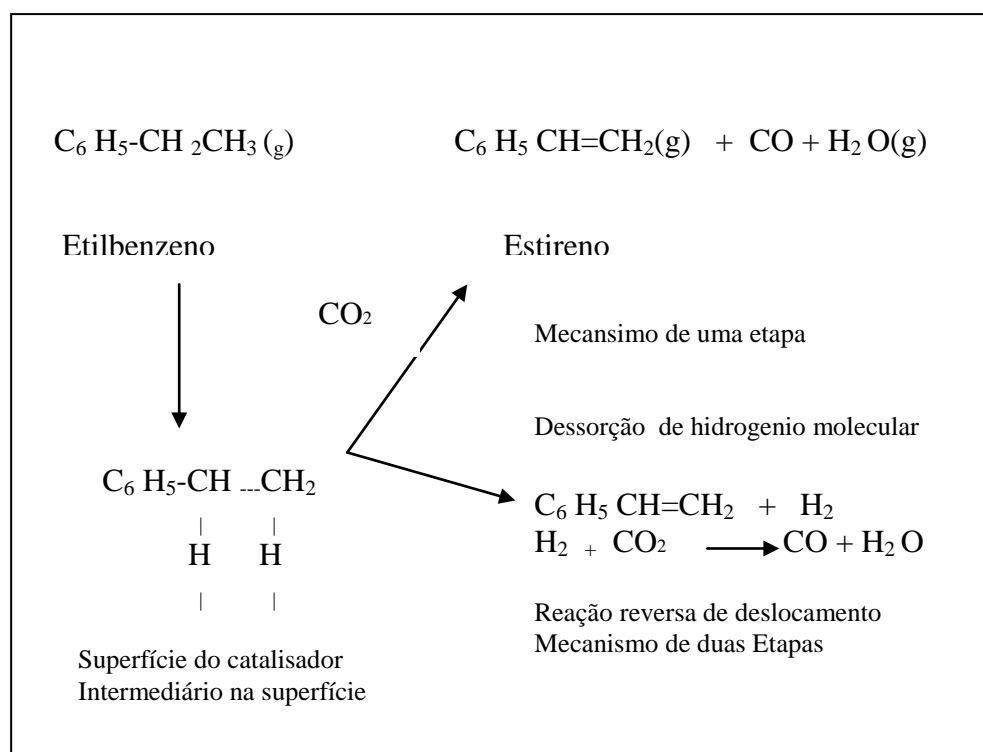 C₆ H₅-CH ₂CH₃ (g)
C₆ H₅ CH=CH₂(g) + CO + H₂ O(g)
Etilbenzeno
Estireno
CO₂
Mecansimo de uma etapa
Dessorção de hidrogenio molecular
C₆ H₅-CH ---CH₂
| |
H H
| |
C₆ H₅ CH=CH₂ + H₂
H₂ + CO₂ ⟶ CO + H₂ O
Reação reversa de deslocamento
Mecanismo de duas Etapas
Superfície do catalisador
Intermediário na superfície